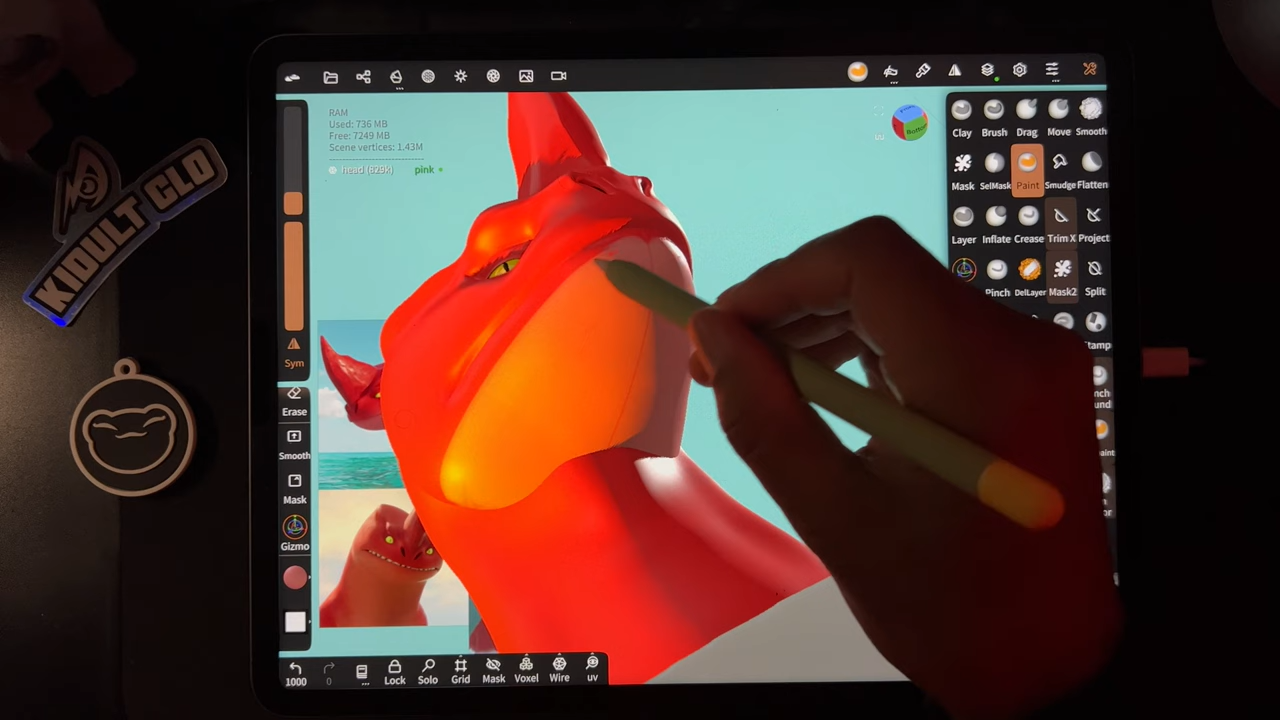 KIDULT CLO
RAM
Used: 736 MB
Free: 7249 MB
Scene vertices: 1.43M
head (629k) pink
Sym
Erase
Smooth
Mask
Gizmo
Clay Brush Drag Move Smooth
Mask SelMask Paint Smudge Flatten
Layer Inflate Crease Trim X Project
Pinch DelLayer Mask2 Split
1000 0 Lock Solo Grid Mask Voxel Wire uv
Bottom